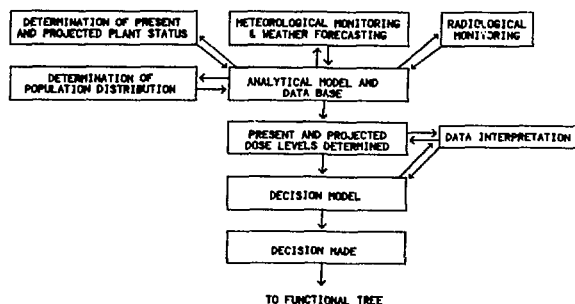 DETERMINATION OF PRESENT
AND PROJECTED PLANT STATUS
METEOROLOGICAL MONITORING
& WEATHER FORECASTING
RADIOLOGICAL
MONITORING
DETERMINATION OF
POPULATION DISTRIBUTION
ANALYTICAL MODEL AND
DATA BASE
PRESENT AND PROJECTED
DOSE LEVELS DETERMINED
DATA INTERPRETATION
DECISION MODEL
DECISION MADE
TO FUNCTIONAL TREE